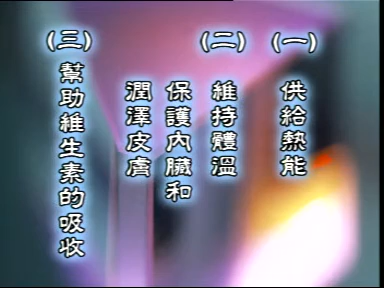 (一)供給熱能
(二)維持體溫
保護內臟和
潤澤皮膚
(三)幫助維生素的吸收